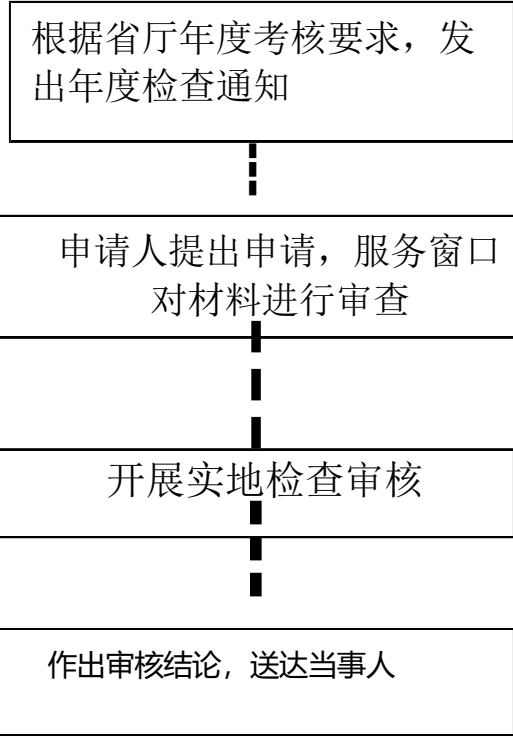 根据省厅年度考核要求，发
出年度检查通知
申请人提出申请，服务窗口
对材料进行审查
开展实地检查审核
作出审核结论，送达当事人